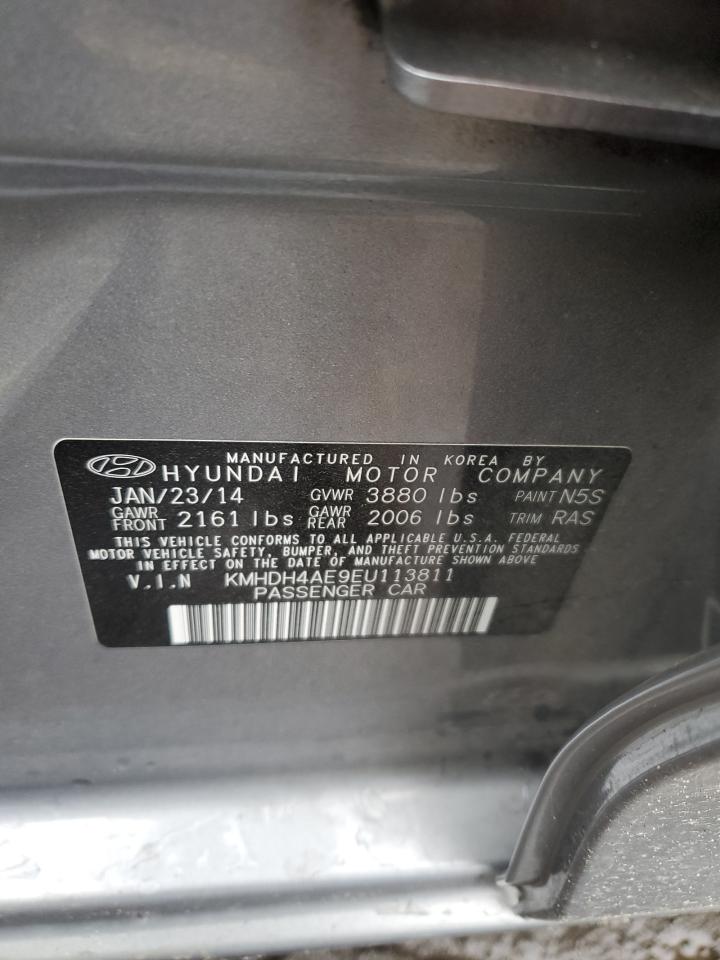 MANUFACTURED IN KOREA BY
HYUNDAI MOTOR COMPANY
JAN/23/14 GVWR 3880 lbs PAINT N5S
GAWR FRONT 2161 lbs GAWR REAR 2006 lbs TRIM RAS
THIS VEHICLE CONFORMS TO ALL APPLICABLE U.S.A. FEDERAL
MOTOR VEHICLE SAFETY, BUMPER, AND THEFT PREVENTION STANDARDS
IN EFFECT ON THE DATE OF MANUFACTURE SHOWN ABOVE
V.I.N KMHDH4AE9EU113811
PASSENGER CAR